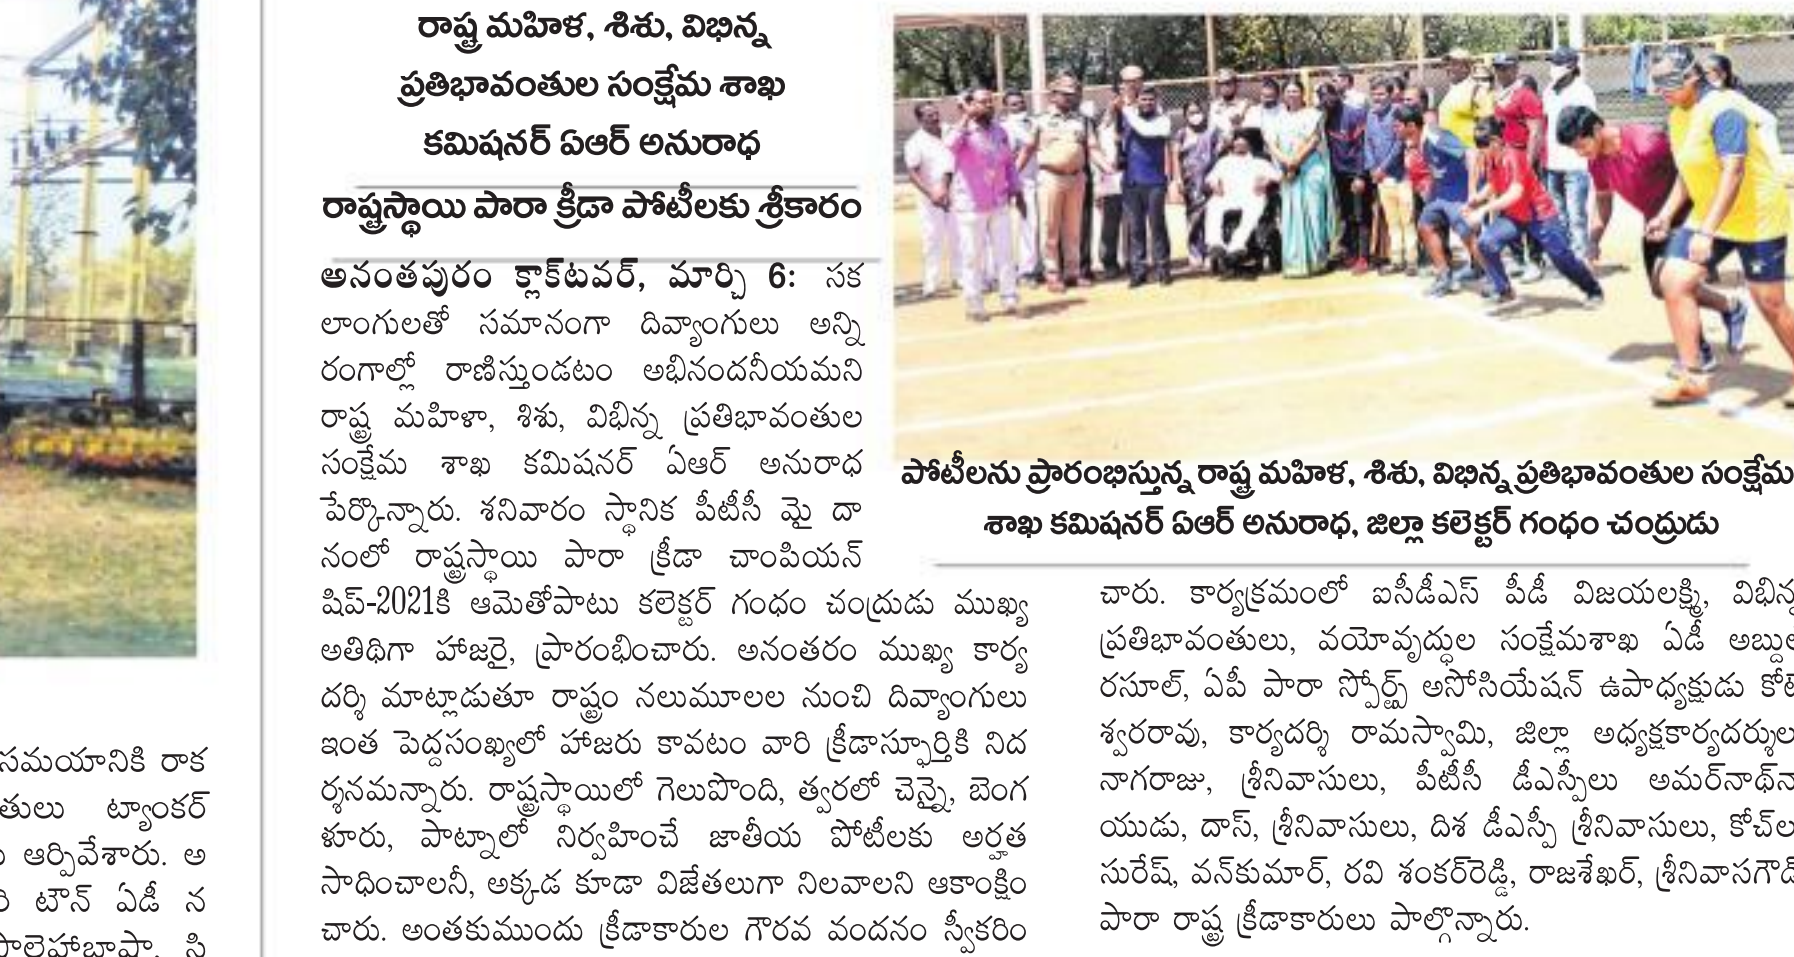 సమయానికి రాక
తులు ట్యాంకర్
ఆర్పివేశారు. అ
టౌన్ ఏడీ న
రాష్ట్ర మహిళ, శిశు, విభిన్న
ప్రతిభావంతుల సంక్షేమ శాఖ
కమిషనర్ ఏఆర్ అనురాధ
రాష్ట్రస్థాయి పారా క్రీడా పోటీలకు శ్రీకారం
అనంతపురం క్లాక్‌టవర్, మార్చి 6: సక
లాంగులతో సమానంగా దివ్యాంగులు అన్ని
రంగాల్లో రాణిస్తుండటం అభినందనీయమని
రాష్ట్ర మహిళా, శిశు, విభిన్న ప్రతిభావంతుల
సంక్షేమ శాఖ కమిషనర్ ఏఆర్ అనురాధ
పేర్కొన్నారు. శనివారం స్థానిక పీటీసీ మై దా
నంలో రాష్ట్రస్థాయి పారా క్రీడా చాంపియన్
షిప్-2021కి ఆమెతోపాటు కలెక్టర్ గంధం చంద్రుడు ముఖ్య
అతిథిగా హాజరై, ప్రారంభించారు. అనంతరం ముఖ్య కార్య
దర్శి మాట్లాడుతూ రాష్ట్రం నలుమూలల నుంచి దివ్యాంగులు
ఇంత పెద్దసంఖ్యలో హాజరు కావటం వారి క్రీడాస్ఫూర్తికి నిద
ర్శనమన్నారు. రాష్ట్రస్థాయిలో గెలుపొంది, త్వరలో చెన్నై, బెంగ
ళూరు, పాట్నాలో నిర్వహించే జాతీయ పోటీలకు అర్హత
సాధించాలనీ, అక్కడ కూడా విజేతలుగా నిలవాలని ఆకాంక్షిం
చారు. అంతకుముందు క్రీడాకారుల గౌరవ వందనం స్వీకరిం
పోటీలను ప్రారంభిస్తున్న రాష్ట్ర మహిళ, శిశు, విభిన్న ప్రతిభావంతుల సంక్షేమ
శాఖ కమిషనర్ ఏఆర్ అనురాధ, జిల్లా కలెక్టర్ గంధం చంద్రుడు
చారు. కార్యక్రమంలో ఐసీడీఎస్ పీడీ విజయలక్ష్మి, విభిన్న
ప్రతిభావంతులు, వయోవృద్ధుల సంక్షేమశాఖ ఏడీ అబ్దుల్
రసూల్, ఏపీ పారా స్పోర్ట్స్ అసోసియేషన్ ఉపాధ్యక్షుడు కోటే
శ్వరరావు, కార్యదర్శి రామస్వామి, జిల్లా అధ్యక్షకార్యదర్శుల
నాగరాజు, శ్రీనివాసులు, పీటీసీ డీఎస్పీలు అమర్‌నాథ్‌నా
యుడు, దాస్, శ్రీనివాసులు, దిశ డీఎస్పీ శ్రీనివాసులు, కోచ్‌లు
సురేష్, వన్‌కుమార్, రవి శంకర్‌రెడ్డి, రాజశేఖర్, శ్రీనివాసగౌడ్
పారా రాష్ట్ర క్రీడాకారులు పాల్గొన్నారు.